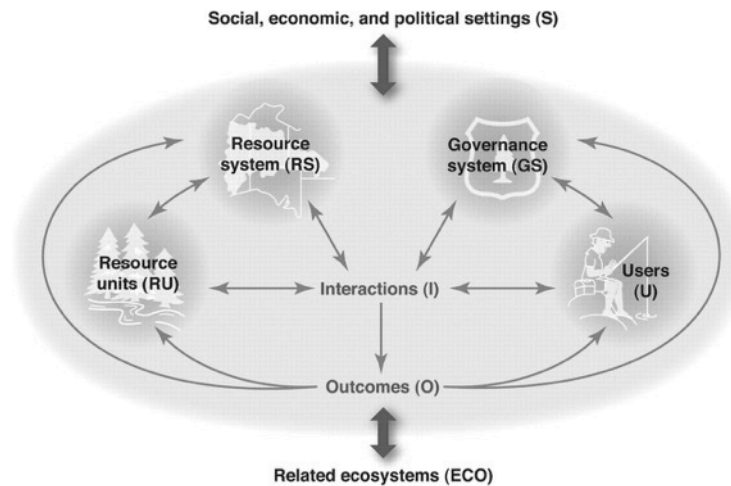 Social, economic, and political settings (S)
Resource
system (RS)
Governance
system (GS)
Resource
units (RU)
Interactions (I)
Users
(U)
Outcomes (O)
Related ecosystems (ECO)